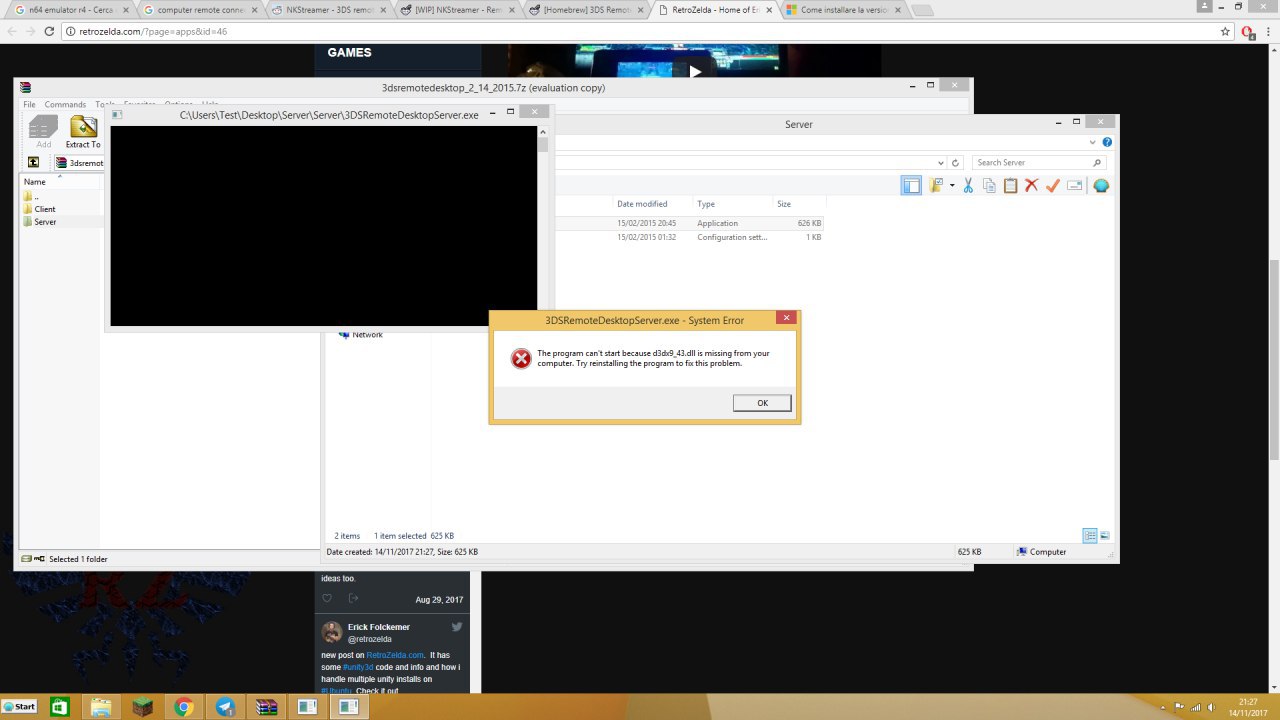 n64 emulator r4 - Cerca
computer remote conne
NKStreamer - 3DS remo
[WIP] NKStreamer - Rem
[Homebrew] 3DS Remot
RetroZelda - Home of Er
Come installare la version
retrozelda.com/?page=apps&id=46
GAMES
3dsremotedesktop_2_14_2015.7z (evaluation copy)
File Commands Tools Favorites Options Help
C:\Users\Test\Desktop\Server\Server\3DSRemoteDesktopServer.exe
Server
Add
Extract To
3dsremot
Search Server
Name
..
Client
Server
Date modified Type Size
15/02/2015 20:45 Application 626 KB
15/02/2015 01:32 Configuration sett... 1 KB
Network
3DSRemoteDesktopServer.exe - System Error
The program can't start because d3dx9_43.dll is missing from your
computer. Try reinstalling the program to fix this problem.
OK
2 items 1 item selected 625 KB
Date created: 14/11/2017 21:27, Size: 625 KB
625 KB
Computer
Selected 1 folder
ideas too.
Aug 29, 2017
Erick Folckemer
@retrozelda
new post on RetroZelda.com. It has
some #unity3d code and info and how i
handle multiple unity installs on
#Ubuntu. Check it out
RZ
Start
21:27
14/11/2017